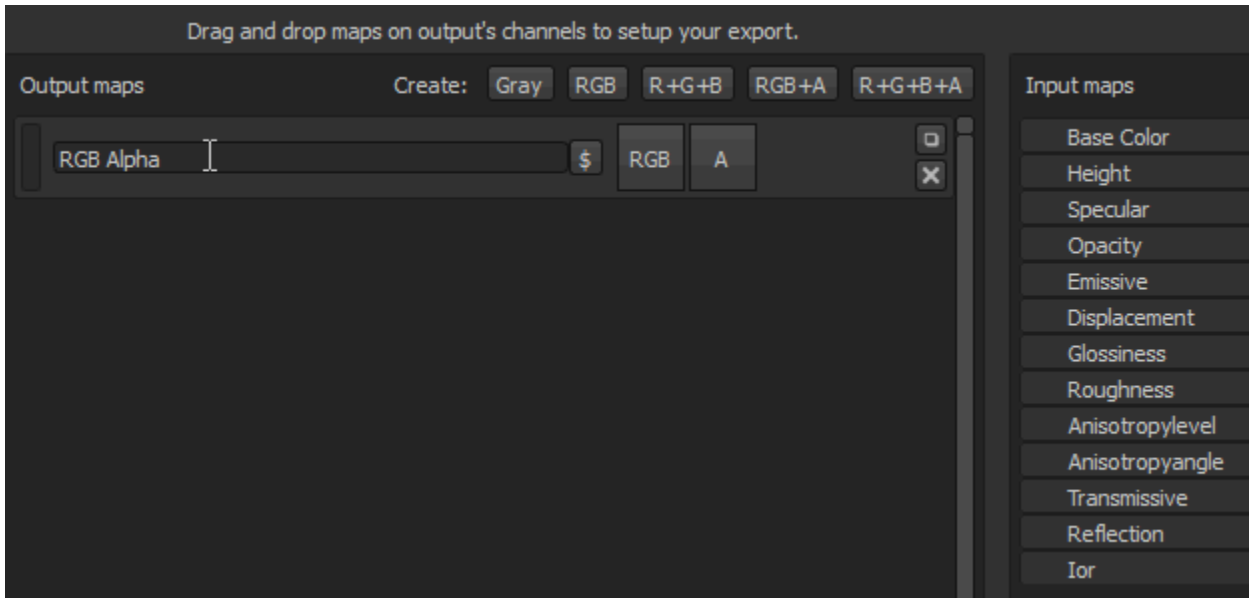 Drag and drop maps on output's channels to setup your export.
Output maps Create: Gray RGB R+G+B RGB+A R+G+B+A
RGB Alpha $ RGB A
Input maps
Base Color
Height
Specular
Opacity
Emissive
Displacement
Glossiness
Roughness
Anisotropylevel
Anisotropyangle
Transmissive
Reflection
Ior